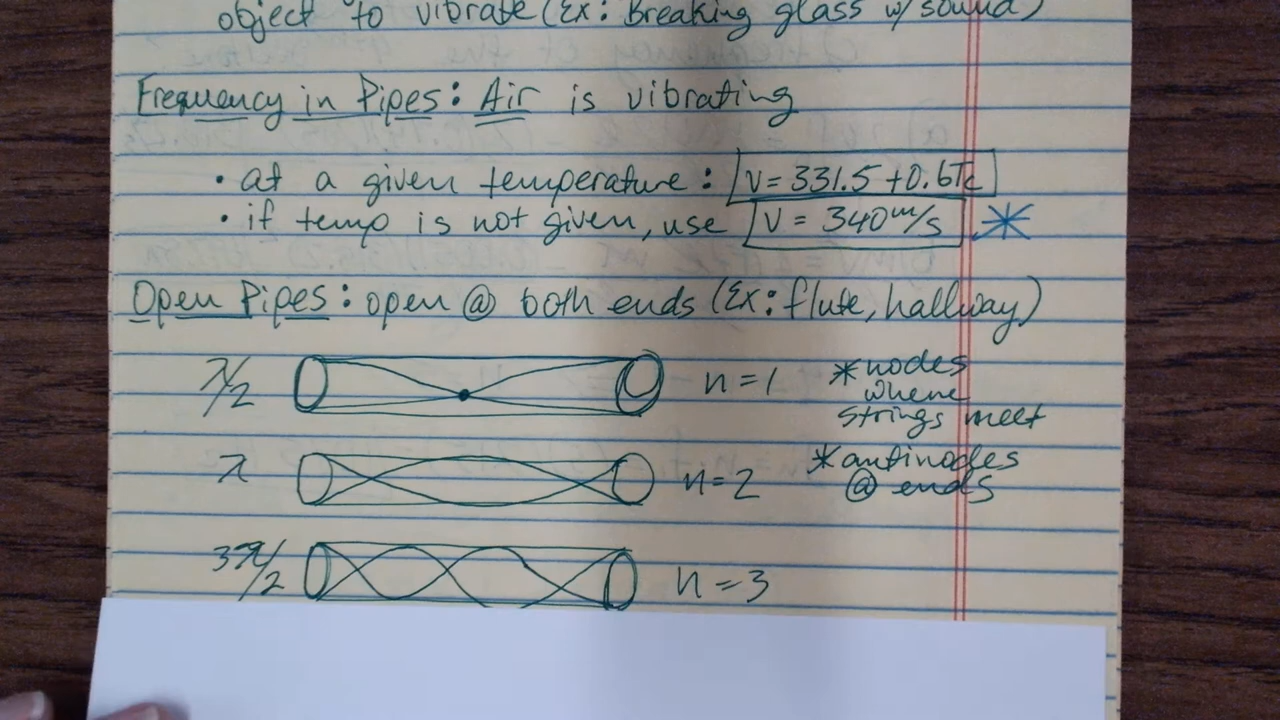 object to vibrate (Ex: Breaking glass w/ sound)
Frequency in Pipes: Air is vibrating
• at a given temperature: V = 331.5 + 0.6Tc
• if temp is not given, use V = 340 m/s *
Open Pipes: open @ both ends (Ex: flute, hallway)
λ/2 n = 1 * nodes
where
strings meet
λ n = 2 * antinodes
@ ends
3λ/2 n = 3